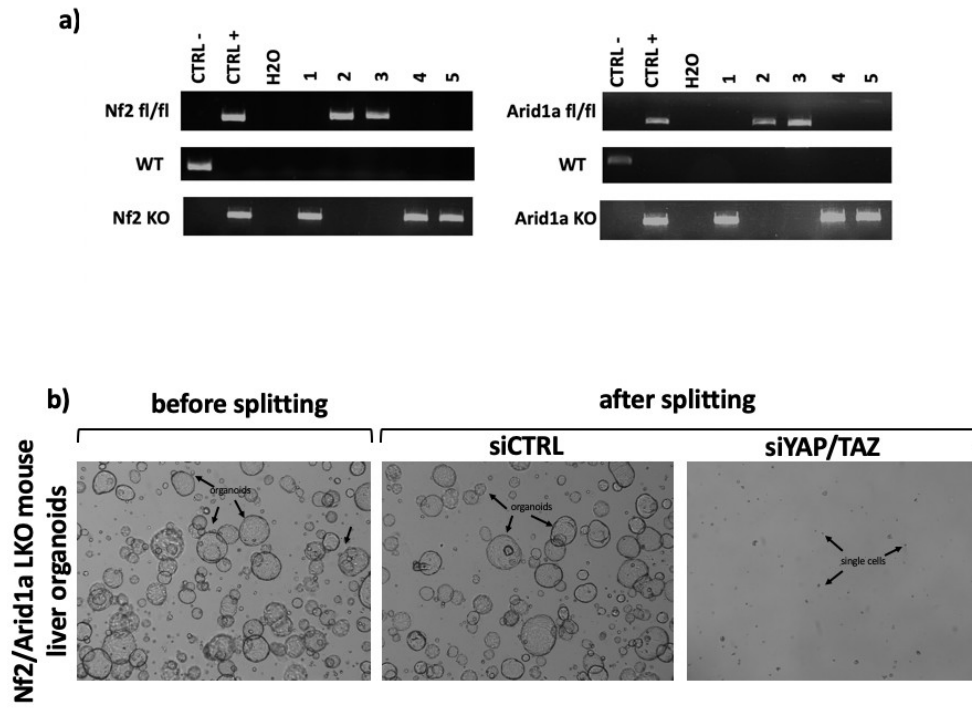 a)
CTRL -
CTRL +
H2O
1
2
3
4
5
Nf2 fl/fl
WT
Nf2 KO
CTRL -
CTRL +
H2O
1
2
3
4
5
Arid1a fl/fl
WT
Arid1a KO
b)
before splitting
after splitting
siCTRL
siYAP/TAZ
Nf2/Arid1a LKO mouse
liver organoids
organoids
organoids
single cells